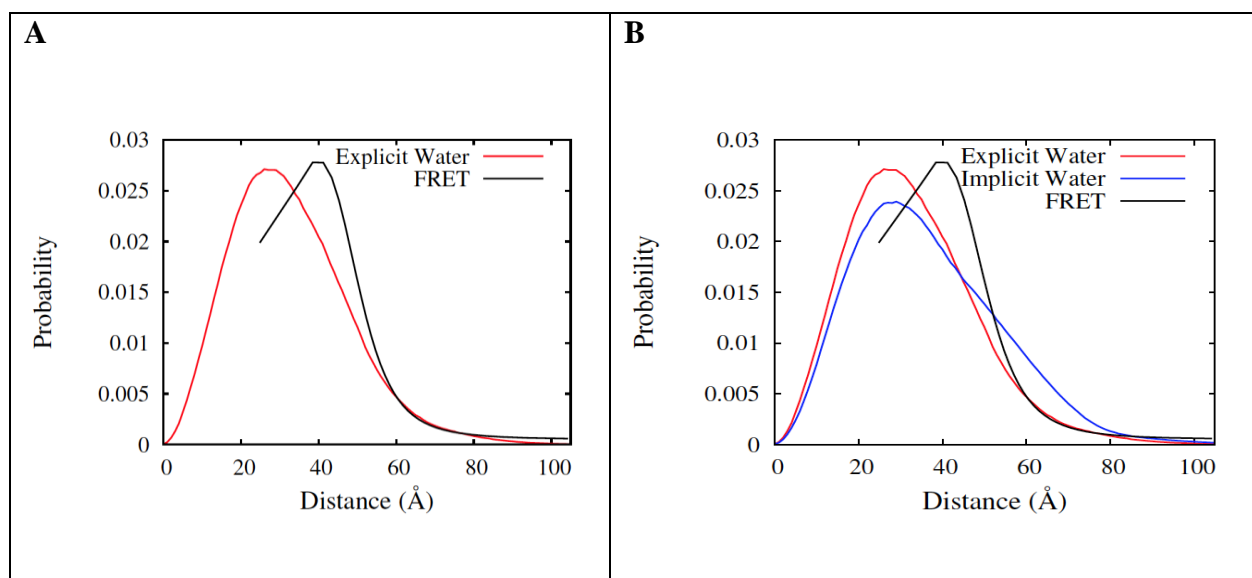 A
0.03
0.025
0.02
0.015
0.01
0.005
0
Probability
Explicit Water
FRET
0 20 40 60 80 100
Distance (Å)
B
0.03
0.025
0.02
0.015
0.01
0.005
0
Probability
Explicit Water
Implicit Water
FRET
0 20 40 60 80 100
Distance (Å)